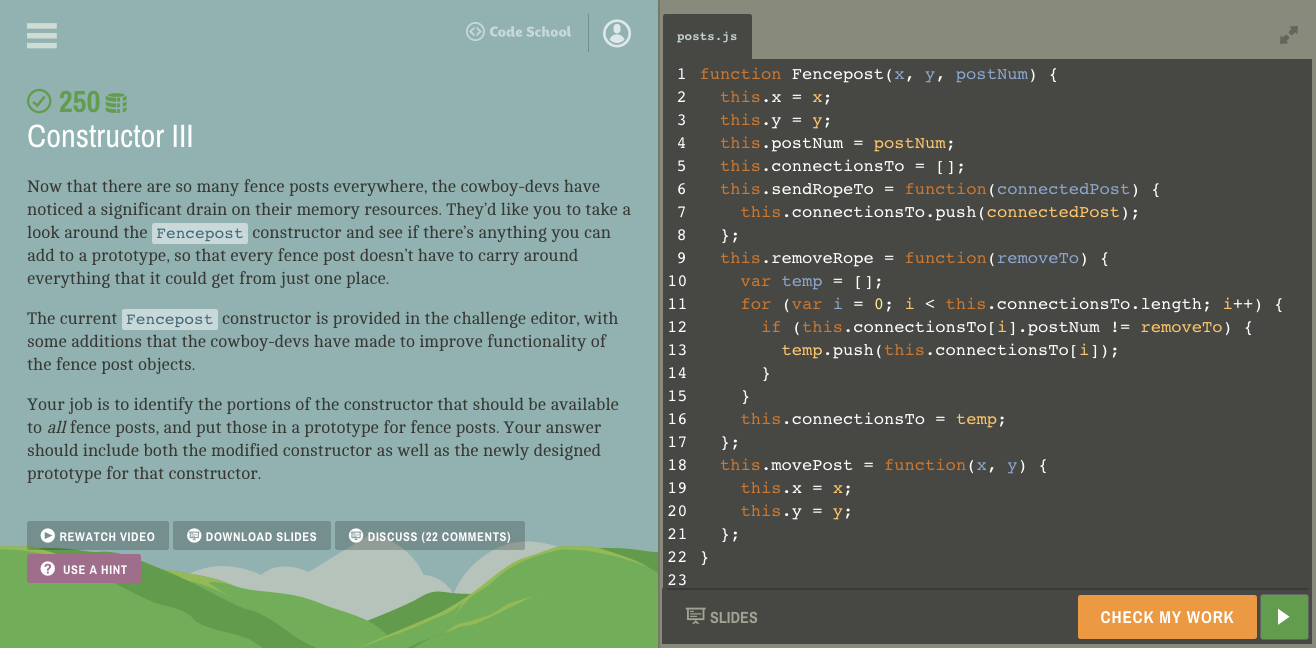 Code School
250
Constructor III
Now that there are so many fence posts everywhere, the cowboy-devs have
noticed a significant drain on their memory resources. They’d like you to take a
look around the Fencepost constructor and see if there’s anything you can
add to a prototype, so that every fence post doesn’t have to carry around
everything that it could get from just one place.
The current Fencepost constructor is provided in the challenge editor, with
some additions that the cowboy-devs have made to improve functionality of
the fence post objects.
Your job is to identify the portions of the constructor that should be available
to all fence posts, and put those in a prototype for fence posts. Your answer
should include both the modified constructor as well as the newly designed
prototype for that constructor.
REWATCH VIDEO
DOWNLOAD SLIDES
DISCUSS (22 COMMENTS)
? USE A HINT
posts.js
1 function Fencepost(x, y, postNum) {
2   this.x = x;
3   this.y = y;
4   this.postNum = postNum;
5   this.connectionsTo = [];
6   this.sendRopeTo = function(connectedPost) {
7     this.connectionsTo.push(connectedPost);
8   };
9   this.removeRope = function(removeTo) {
10     var temp = [];
11     for (var i = 0; i < this.connectionsTo.length; i++) {
12       if (this.connectionsTo[i].postNum != removeTo) {
13         temp.push(this.connectionsTo[i]);
14       }
15     }
16     this.connectionsTo = temp;
17   };
18   this.movePost = function(x, y) {
19     this.x = x;
20     this.y = y;
21   };
22 }
23
SLIDES
CHECK MY WORK